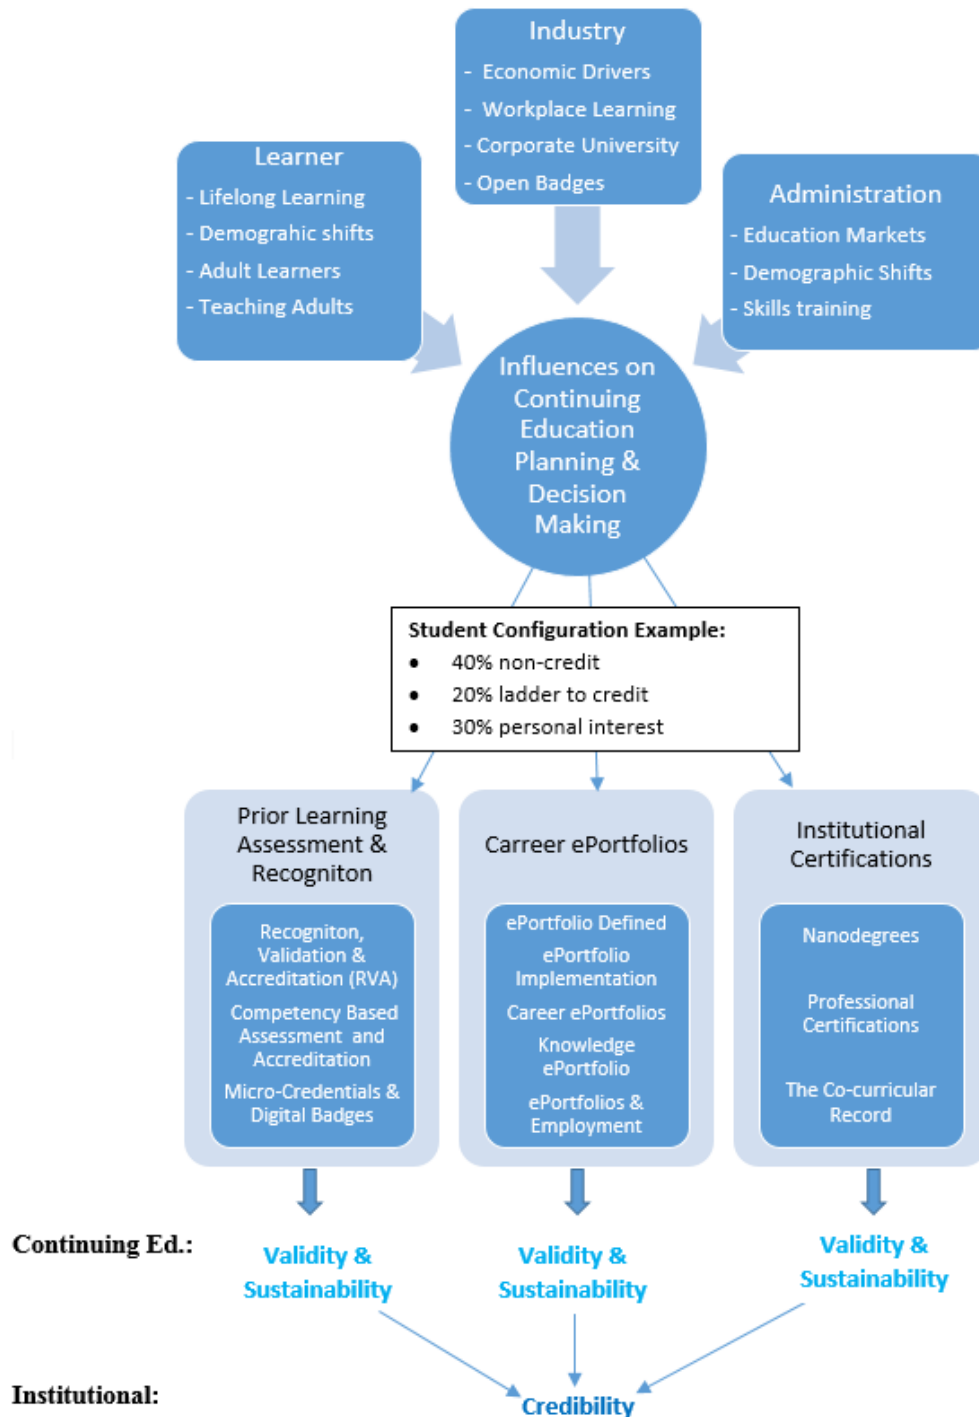 Industry
- Economic Drivers
- Workplace Learning
- Corporate University
- Open Badges
Learner
- Lifelong Learning
- Demograhic shifts
- Adult Learners
- Teaching Adults
Administration
- Education Markets
- Demographic Shifts
- Skills training
Influences on
Continuing
Education
Planning &
Decision
Making
Student Configuration Example:
• 40% non-credit
• 20% ladder to credit
• 30% personal interest
Prior Learning
Assessment &
Recogniton
Recogniton,
Validation &
Accreditation (RVA)
Competency Based
Assessment and
Accreditation
Micro-Credentials &
Digital Badges
Carreer ePortfolios
ePortfolio Defined
ePortfolio
Implementation
Career ePortfolios
Knowledge
ePortfolio
ePortfolios &
Employment
Institutional
Certifications
Nanodegrees
Professional
Certifications
The Co-curricular
Record
Continuing Ed.:
Validity &
Sustainability
Validity &
Sustainability
Validity &
Sustainability
Institutional:
Credibility